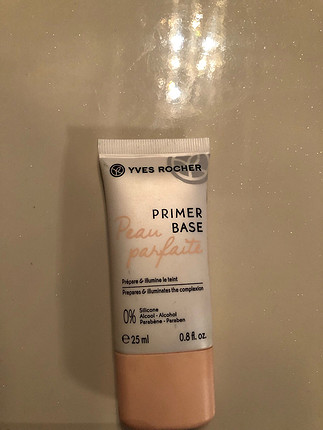 YVES ROCHER
PRIMER
BASE
Peau
parfaite
Prépare & illumine le teint
Prepares & illuminates the complexion
0%
Silicone
Alcool - Alcohol
Parabène - Paraben
e 25 ml 0.8 fl. oz.